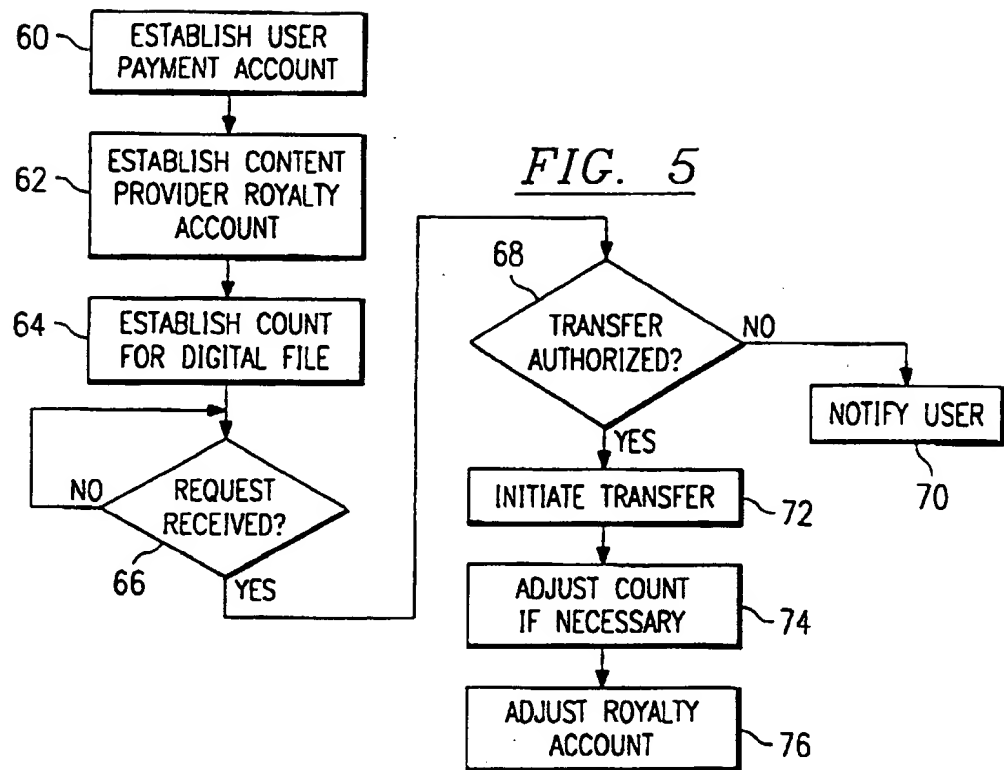 60
ESTABLISH USER
PAYMENT ACCOUNT
62
ESTABLISH CONTENT
PROVIDER ROYALTY
ACCOUNT
64
ESTABLISH COUNT
FOR DIGITAL FILE
NO
REQUEST
RECEIVED?
66
YES
FIG. 5
68
TRANSFER
AUTHORIZED?
NO
NOTIFY USER
70
YES
INITIATE TRANSFER
72
ADJUST COUNT
IF NECESSARY
74
ADJUST ROYALTY
ACCOUNT
76